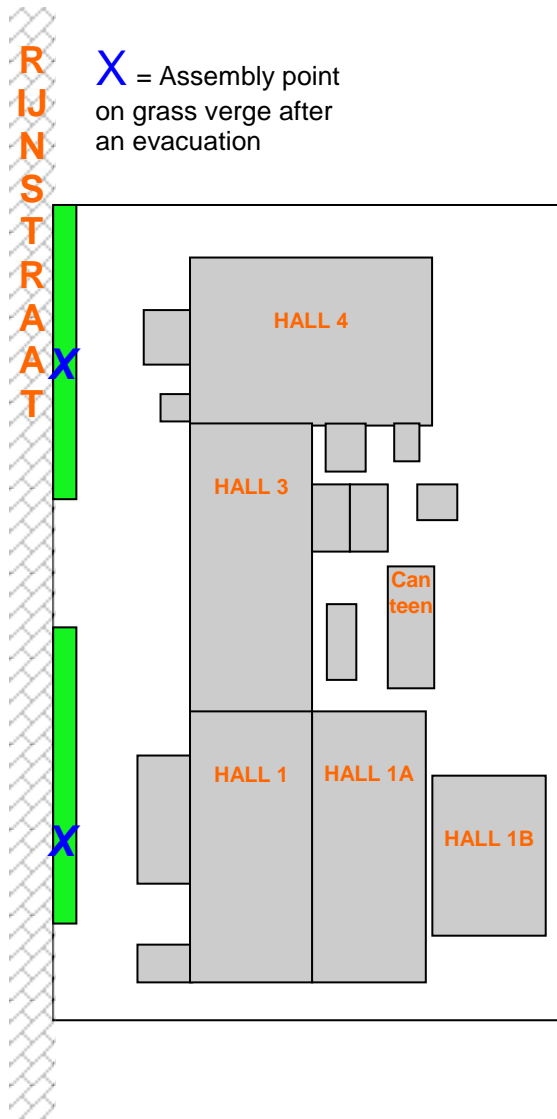 RIJNSTRAAT
X = Assembly point
on grass verge after
an evacuation
HALL 4
X
HALL 3
Can
teen
HALL 1
HALL 1A
HALL 1B
X